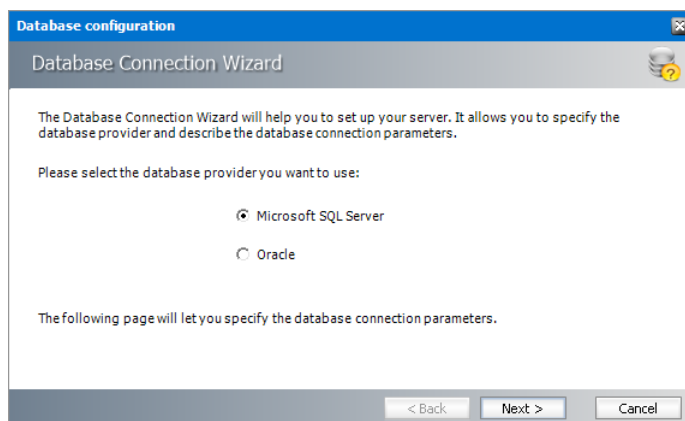 Database configuration
Database Connection Wizard
The Database Connection Wizard will help you to set up your server. It allows you to specify the
database provider and describe the database connection parameters.
Please select the database provider you want to use:
Microsoft SQL Server
Oracle
The following page will let you specify the database connection parameters.
< Back Next > Cancel